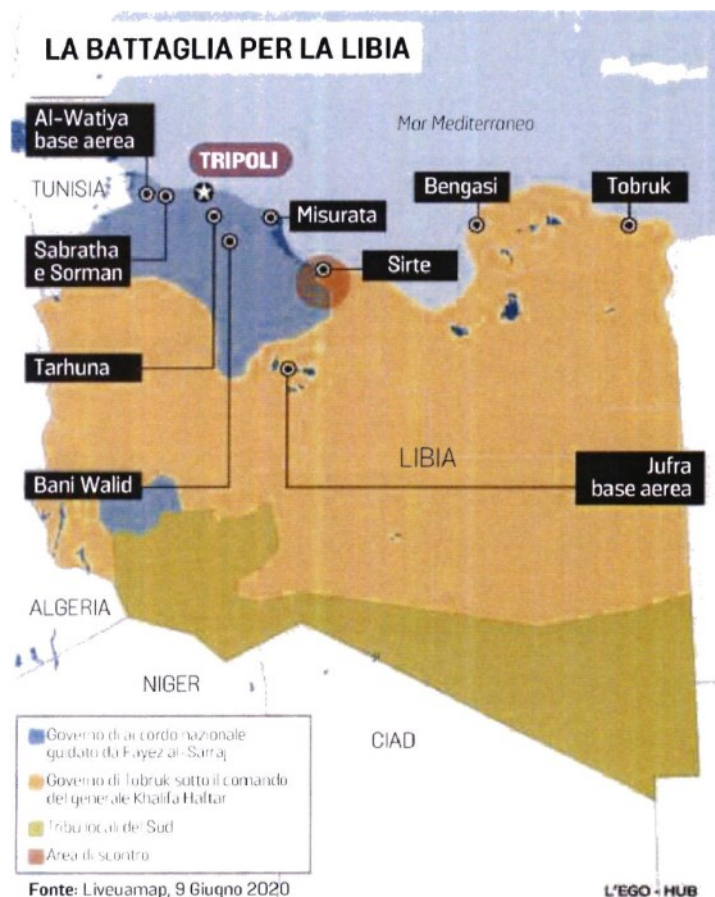 LA BATTAGLIA PER LA LIBIA
Al-Watiya
base aerea
Mar Mediterraneo
TRIPOLI
TUNISIA
Bengasi
Tobruk
Misurata
Sabratha
e Sorman
Sirte
Tarhuna
LIBIA
Jufra
base aerea
Bani Walid
ALGERIA
NIGER
CIAD
Governo di accordo nazionale
guidato da Fayez al-Sarraj
Governo di Tobruk sotto il comando
del generale Khalifa Haftar
Tribù locali del Sud
Area di scontro
Fonte: Liveuamap, 9 Giugno 2020
L'EGO - HUB